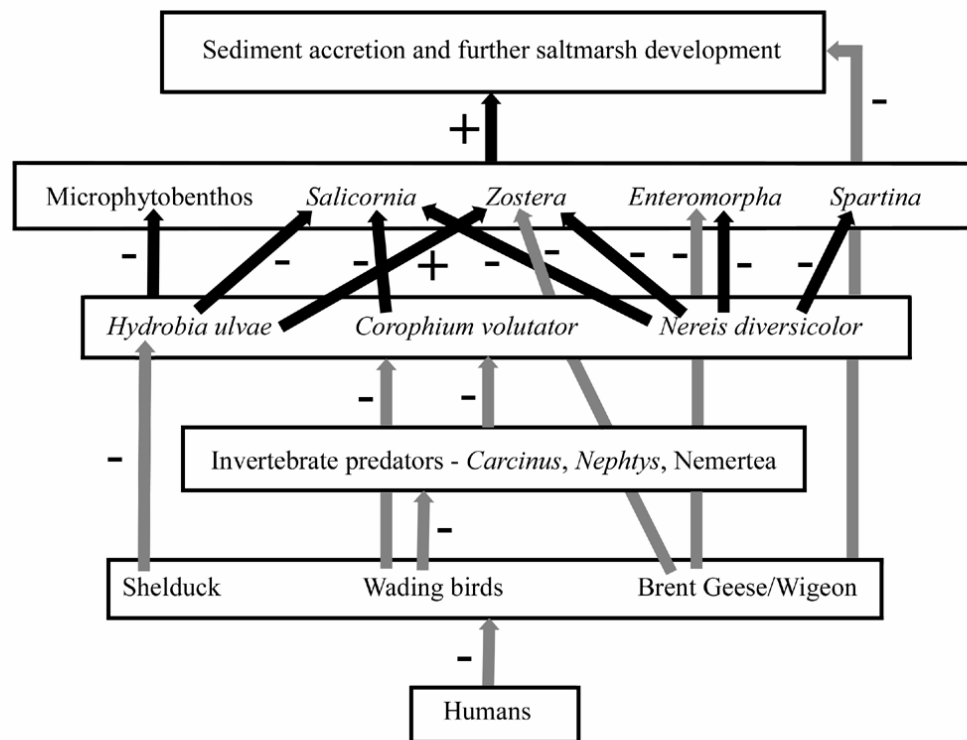 Sediment accretion and further saltmarsh development
-
+
Microphytobenthos Salicornia Zostera Enteromorpha Spartina
- - - + - - - - - -
Hydrobia ulvae Corophium volutator Nereis diversicolor
- - -
Invertebrate predators - Carcinus, Nephtys, Nemertea
-
Shelduck Wading birds Brent Geese/Wigeon
-
Humans